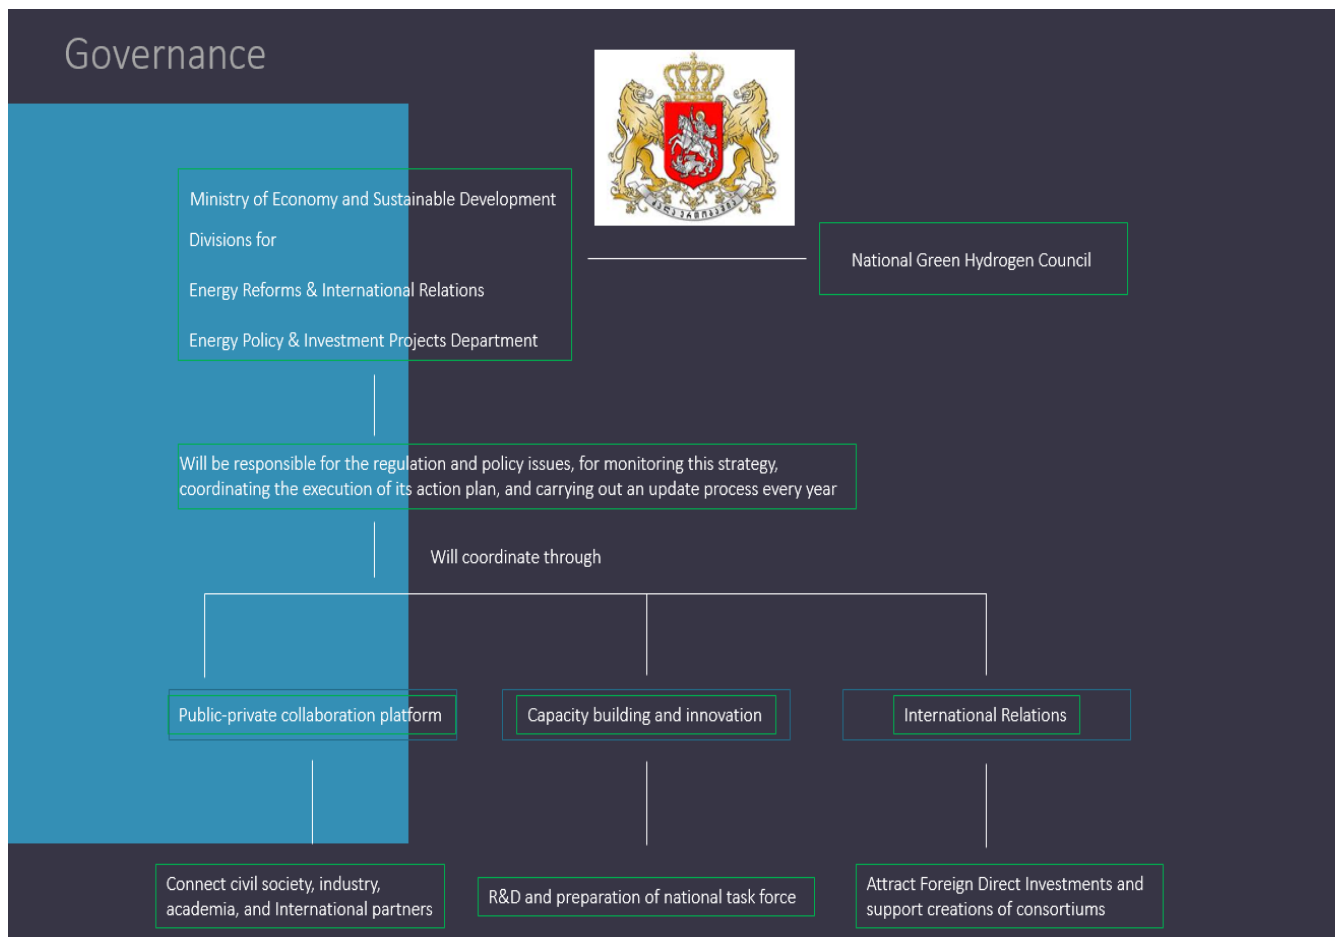 Governance
Ministry of Economy and Sustainable Development
Divisions for
Energy Reforms & International Relations
Energy Policy & Investment Projects Department
National Green Hydrogen Council
Will be responsible for the regulation and policy issues, for monitoring this strategy,
coordinating the execution of its action plan, and carrying out an update process every year
Will coordinate through
Public-private collaboration platform
Capacity building and innovation
International Relations
Connect civil society, industry,
academia, and International partners
R&D and preparation of national task force
Attract Foreign Direct Investments and
support creations of consortiums